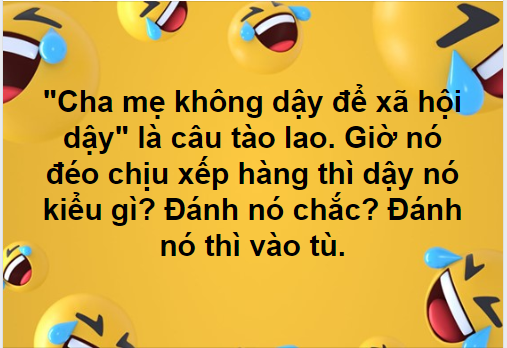 "Cha mẹ không dậy để xã hội
dậy" là câu tào lao. Giờ nó
đéo chịu xếp hàng thì dậy nó
kiểu gì? Đánh nó chắc? Đánh
nó thì vào tù.